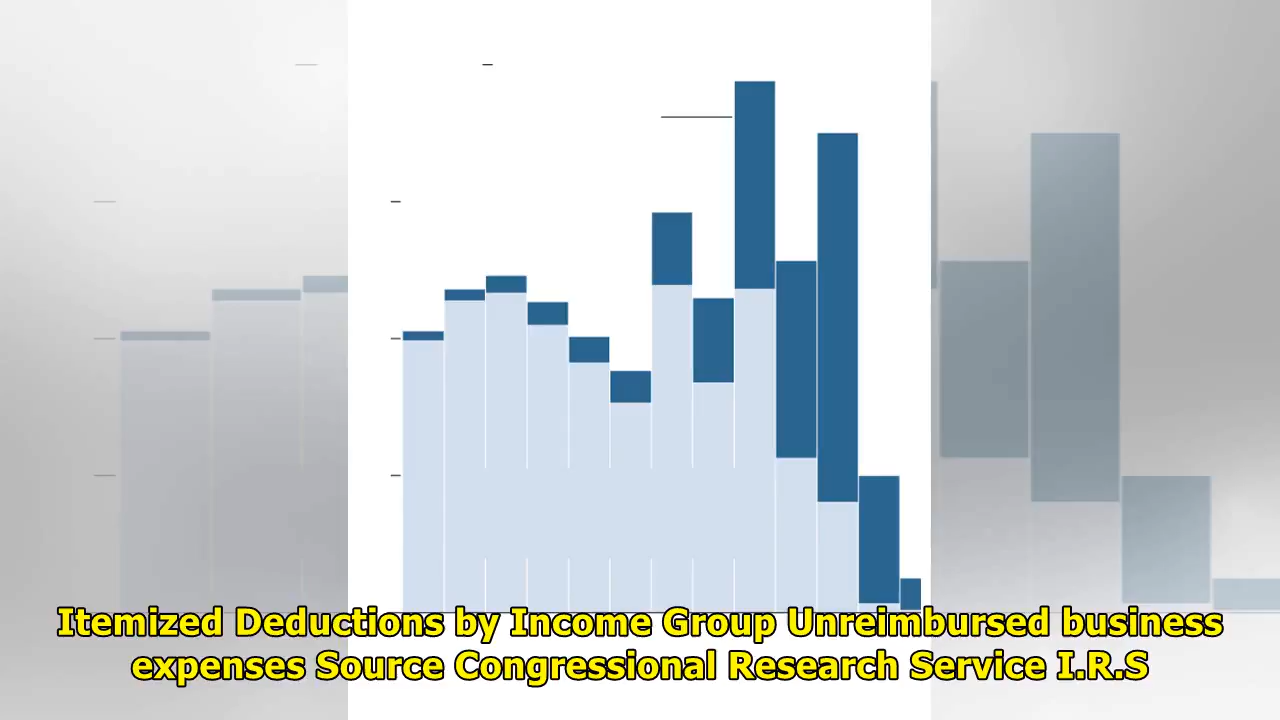 Itemized Deductions by Income Group Unreimbursed business
expenses Source Congressional Research Service I.R.S